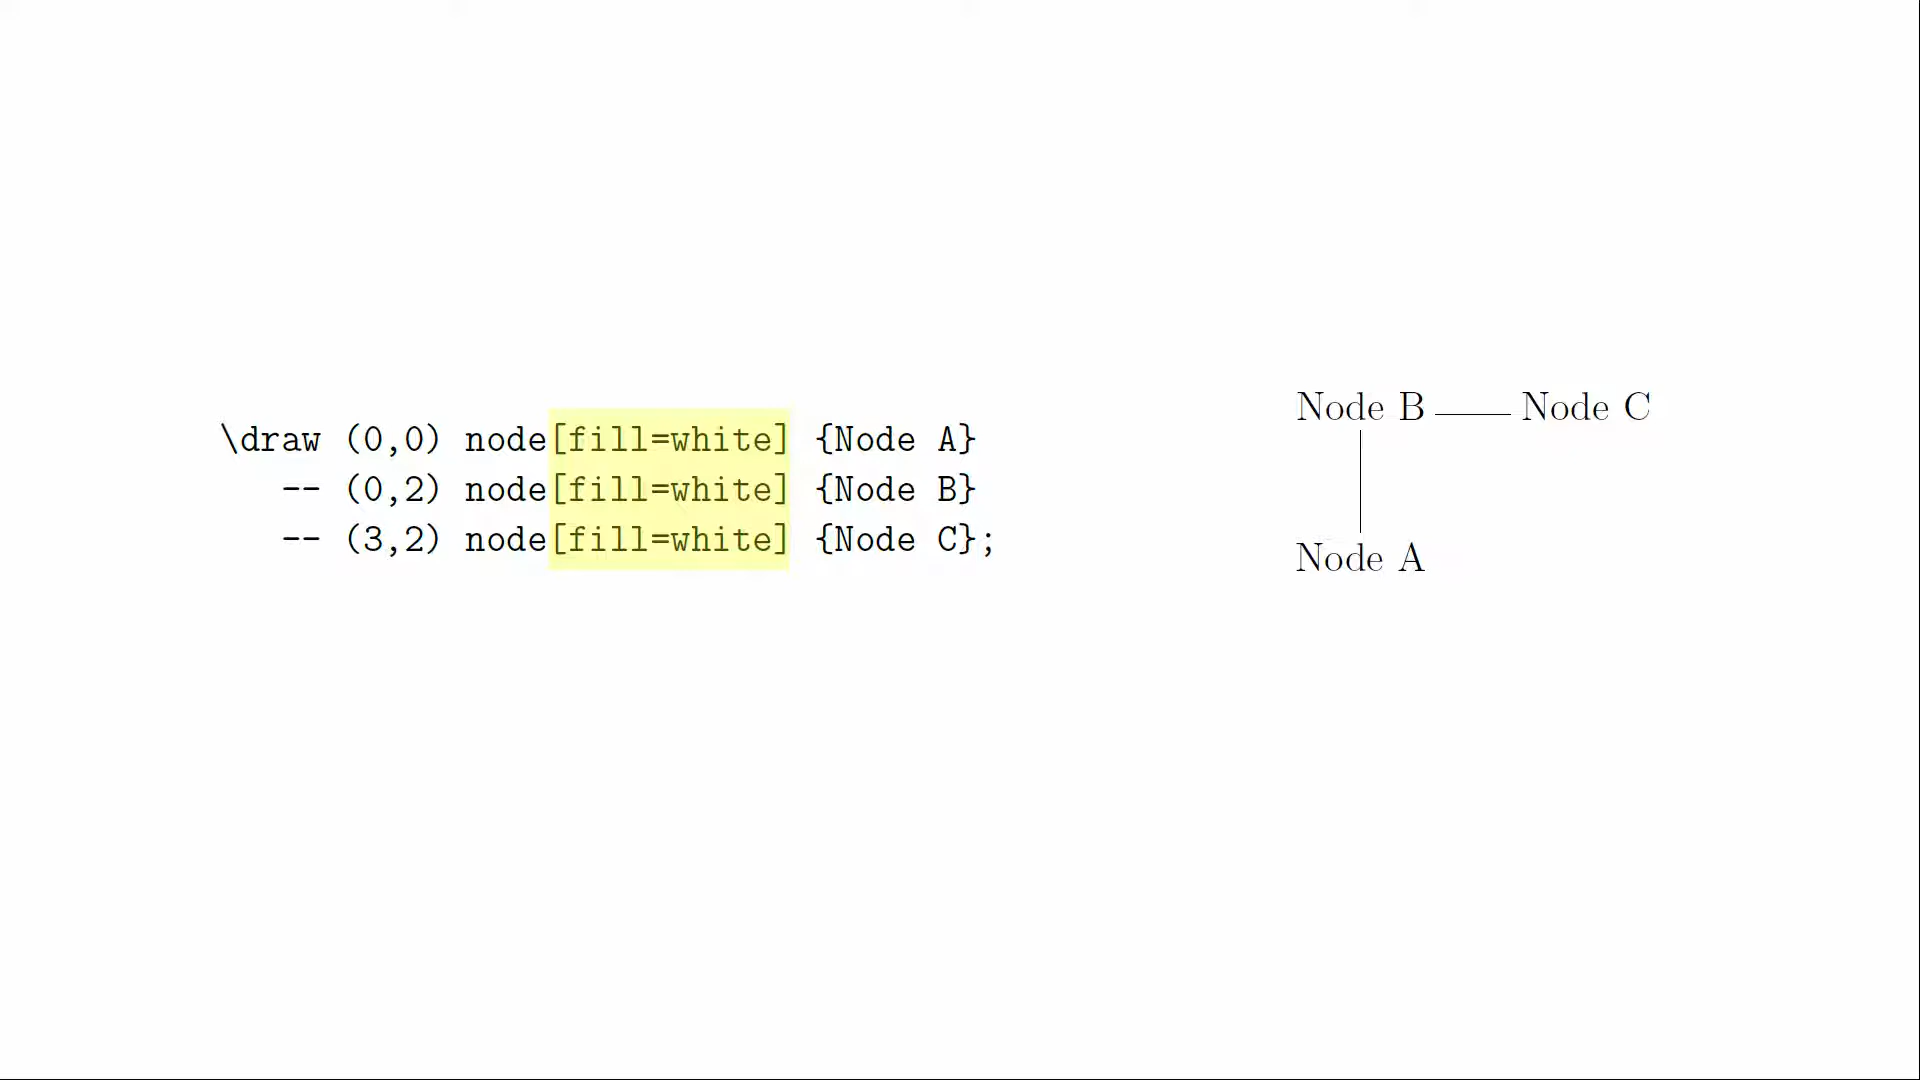 \draw (0,0) node[fill=white] {Node A}
-- (0,2) node[fill=white] {Node B}
-- (3,2) node[fill=white] {Node C};
Node B
Node C
Node A